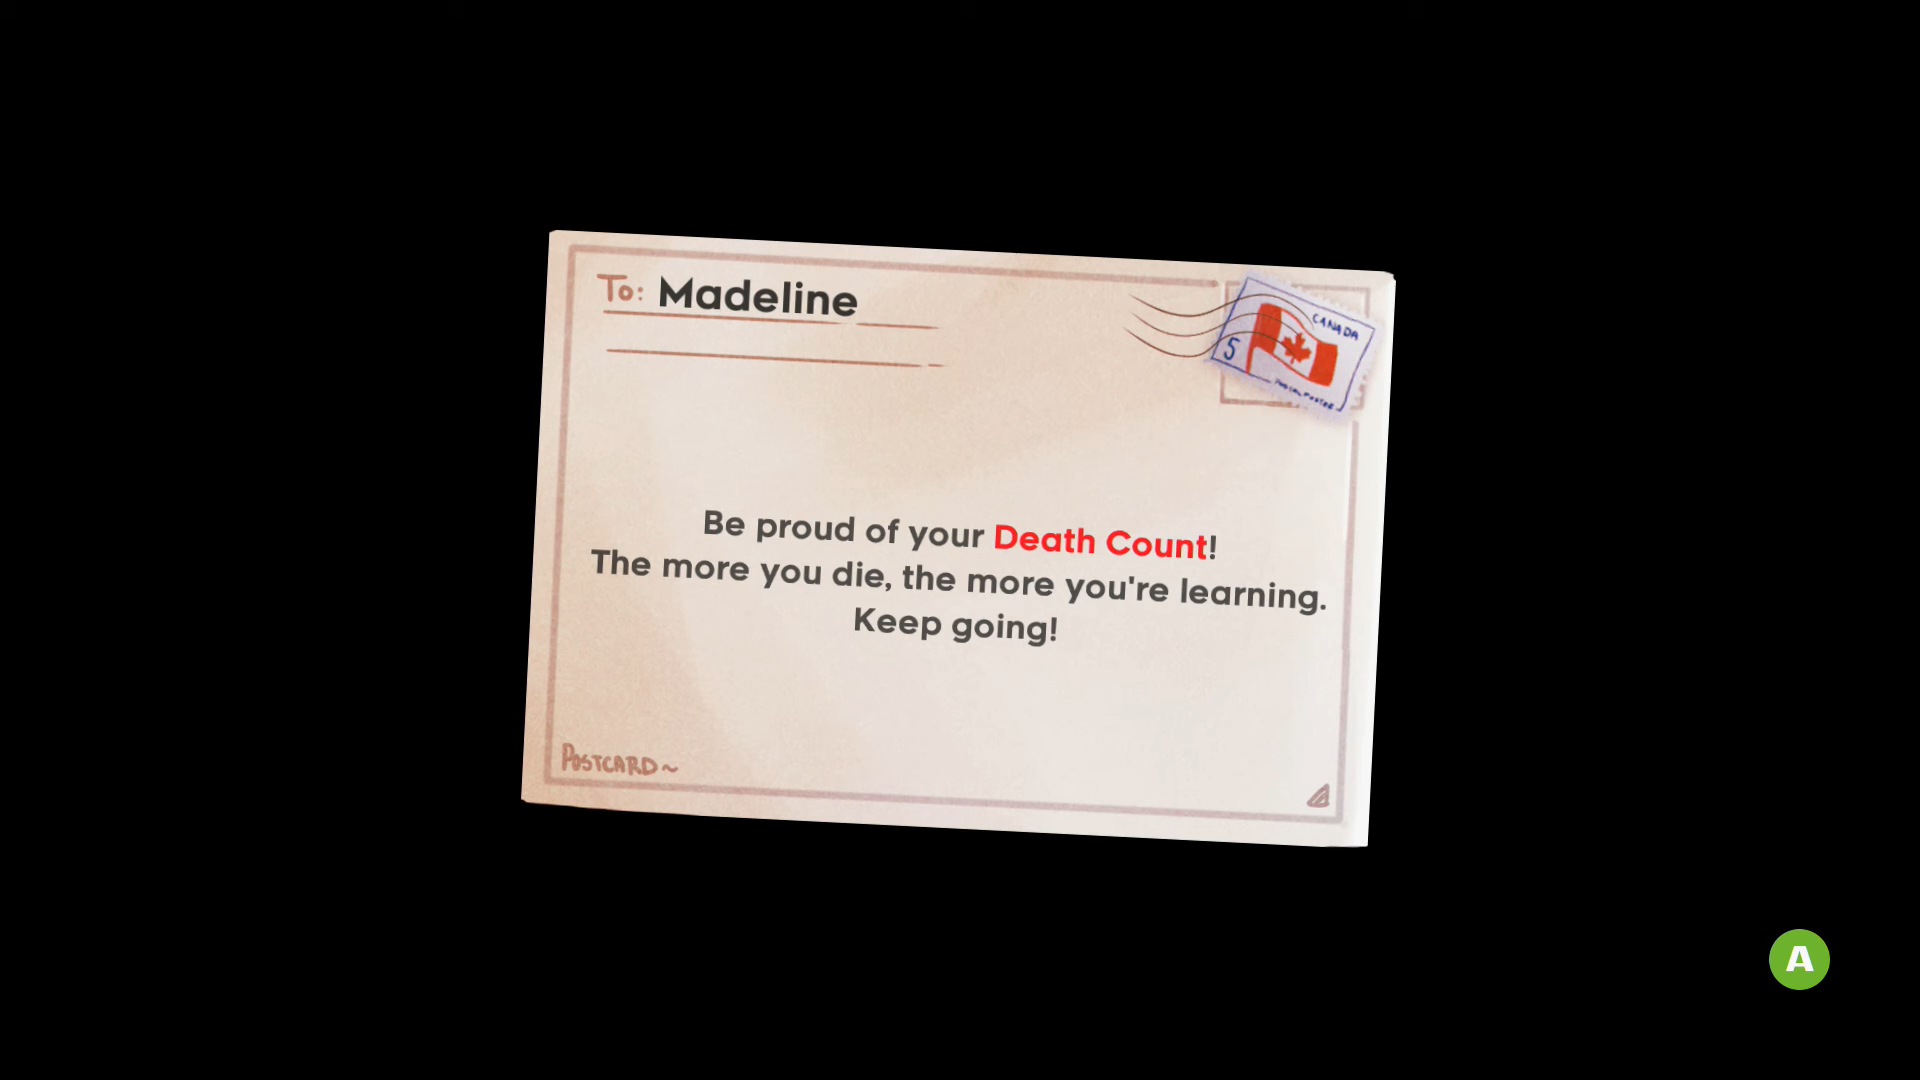 To: Madeline
CANADA
5
Be proud of your Death Count!
The more you die, the more you're learning.
Keep going!
POSTCARD~
A